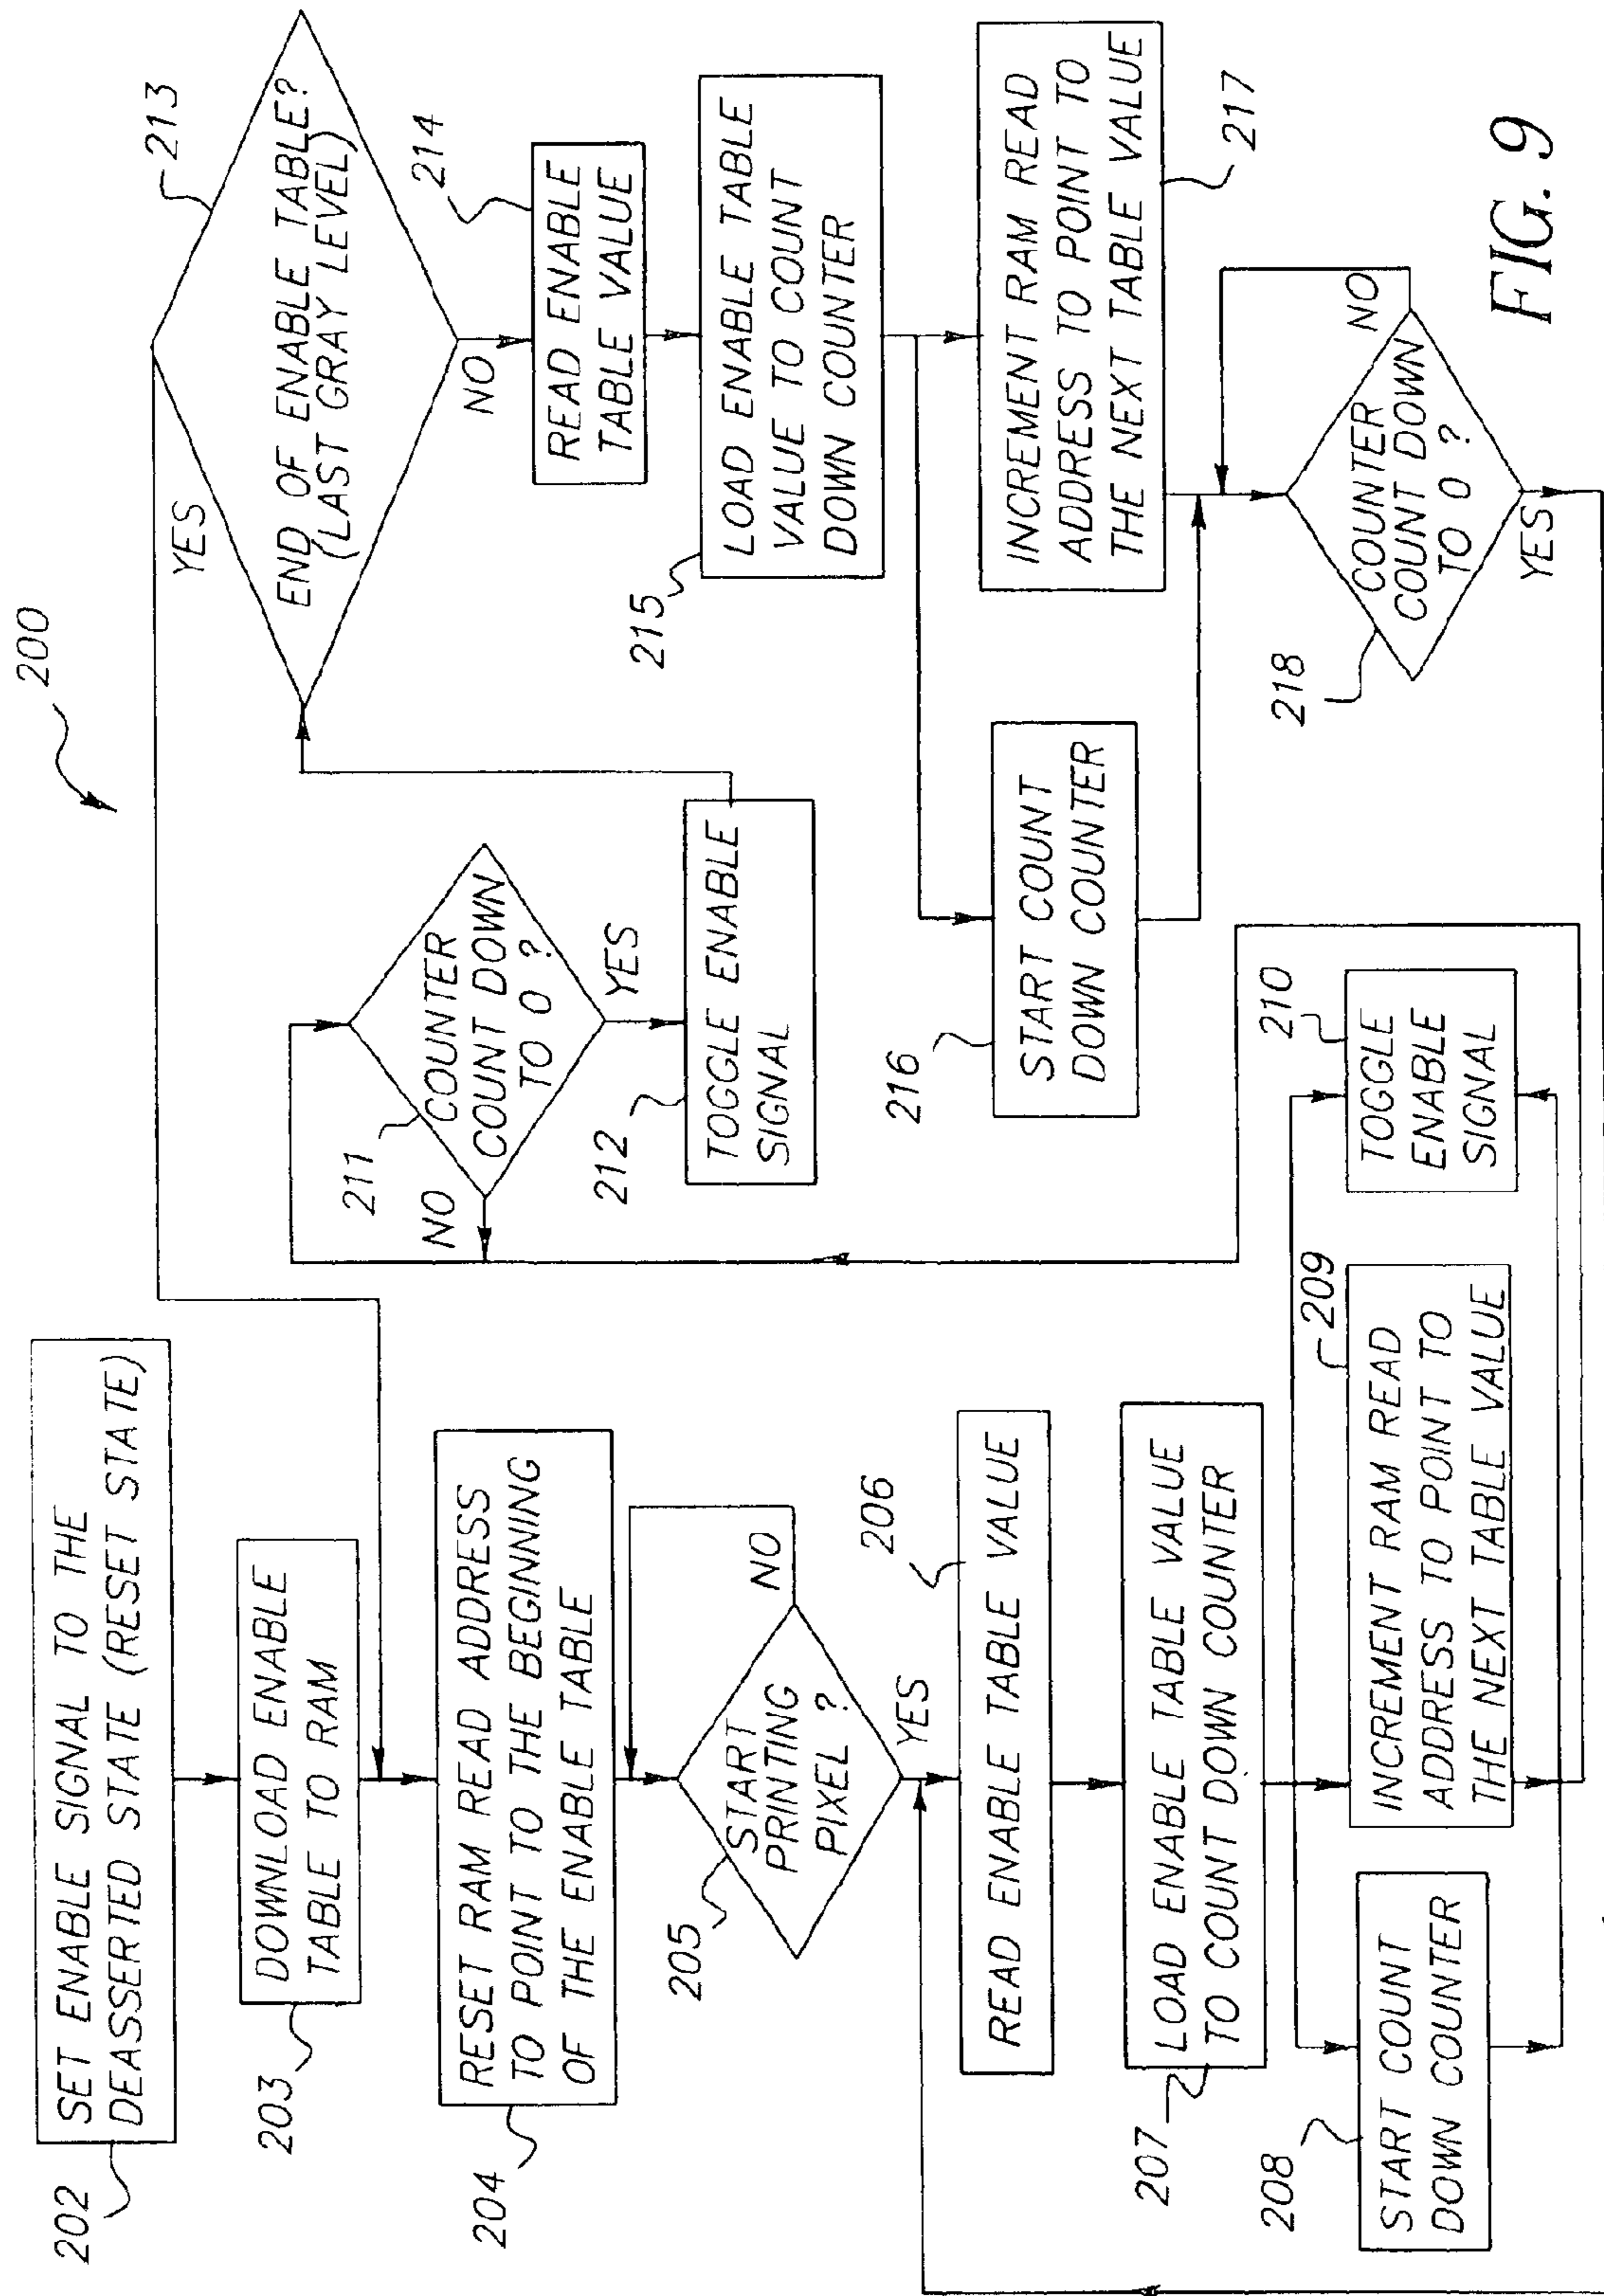 200
202
SET ENABLE SIGNAL TO THE
DEASSERTED STATE (RESET STATE)
203
DOWNLOAD ENABLE
TABLE TO RAM
204
RESET RAM READ ADDRESS
TO POINT TO THE BEGINNING
OF THE ENABLE TABLE
205
START
PRINTING
PIXEL ?
NO
YES
206
READ ENABLE TABLE VALUE
207
LOAD ENABLE TABLE VALUE
TO COUNT DOWN COUNTER
208
START COUNT
DOWN COUNTER
209
INCREMENT RAM READ
ADDRESS TO POINT TO
THE NEXT TABLE VALUE
210
TOGGLE
ENABLE
SIGNAL
211
COUNTER
COUNT DOWN
TO 0 ?
NO
YES
212
TOGGLE ENABLE
SIGNAL
213
END OF ENABLE TABLE?
(LAST GRAY LEVEL)
YES
NO
214
READ ENABLE
TABLE VALUE
215
LOAD ENABLE TABLE
VALUE TO COUNT
DOWN COUNTER
216
START COUNT
DOWN COUNTER
217
INCREMENT RAM READ
ADDRESS TO POINT TO
THE NEXT TABLE VALUE
218
COUNTER
COUNT DOWN
TO 0 ?
NO
YES
FIG. 9